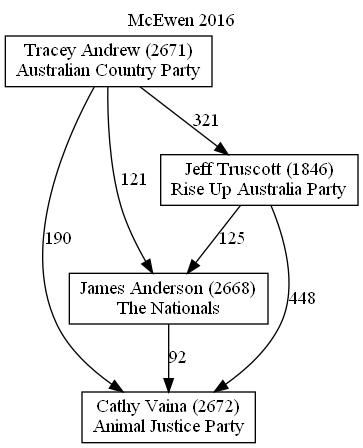 McEwen 2016
Tracey Andrew (2671)
Australian Country Party
321
Jeff Truscott (1846)
Rise Up Australia Party
121
190
125
James Anderson (2668)
The Nationals
448
92
Cathy Vaina (2672)
Animal Justice Party